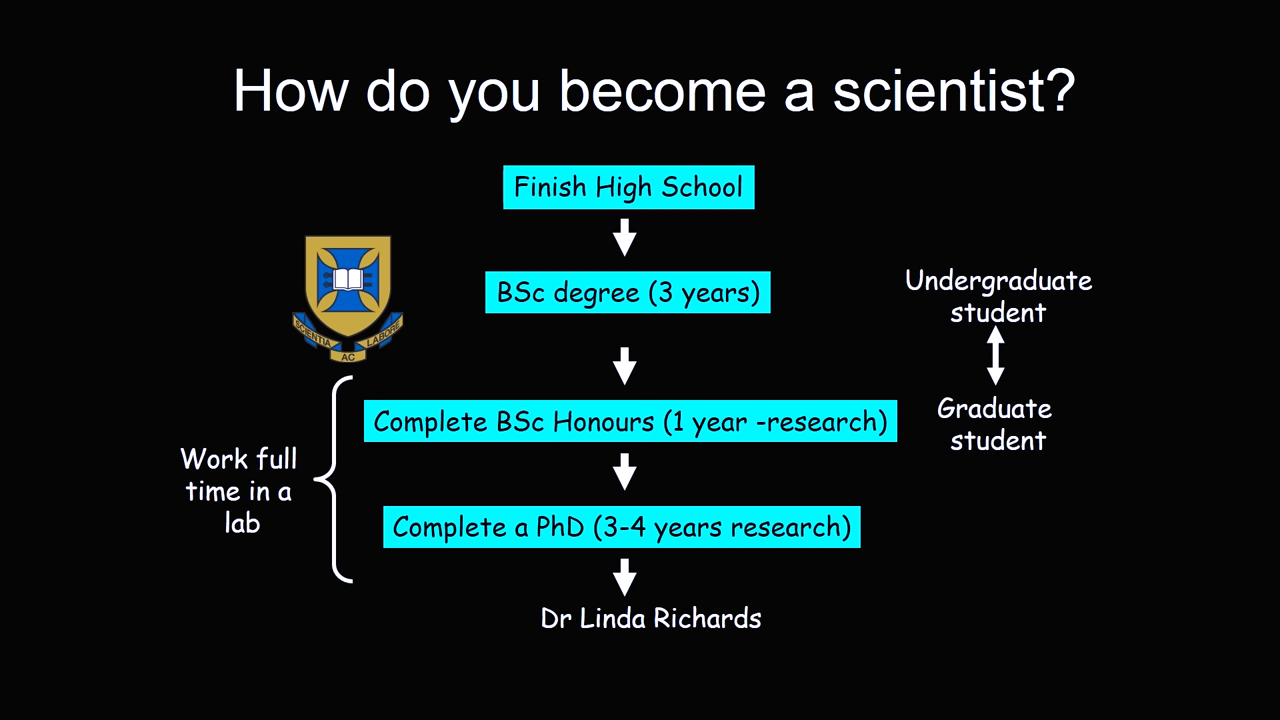 How do you become a scientist?
Finish High School
BSc degree (3 years)
Undergraduate
student
SCIENTIA AC LABORE
Complete BSc Honours (1 year -research)
Graduate
student
Work full
time in a
lab
Complete a PhD (3-4 years research)
Dr Linda Richards